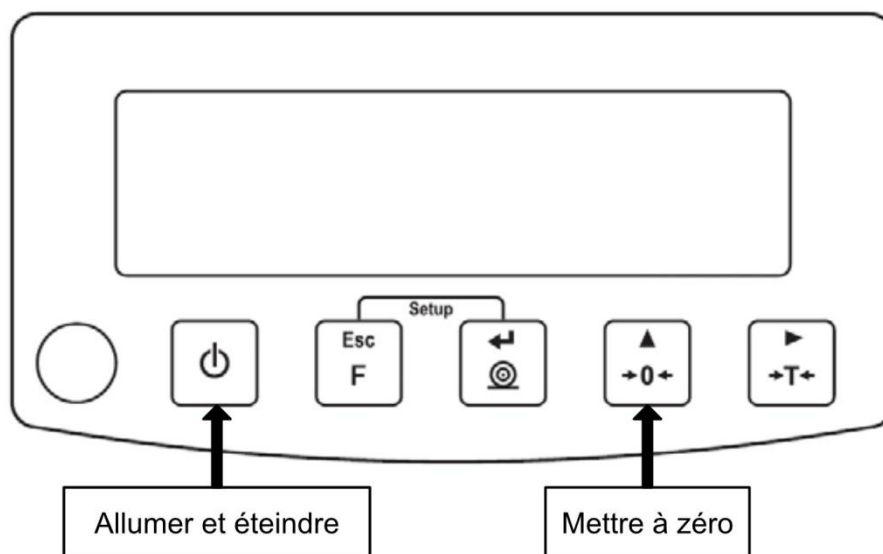 Setup
Esc
F
→0←
→T←
Allumer et éteindre
Mettre à zéro